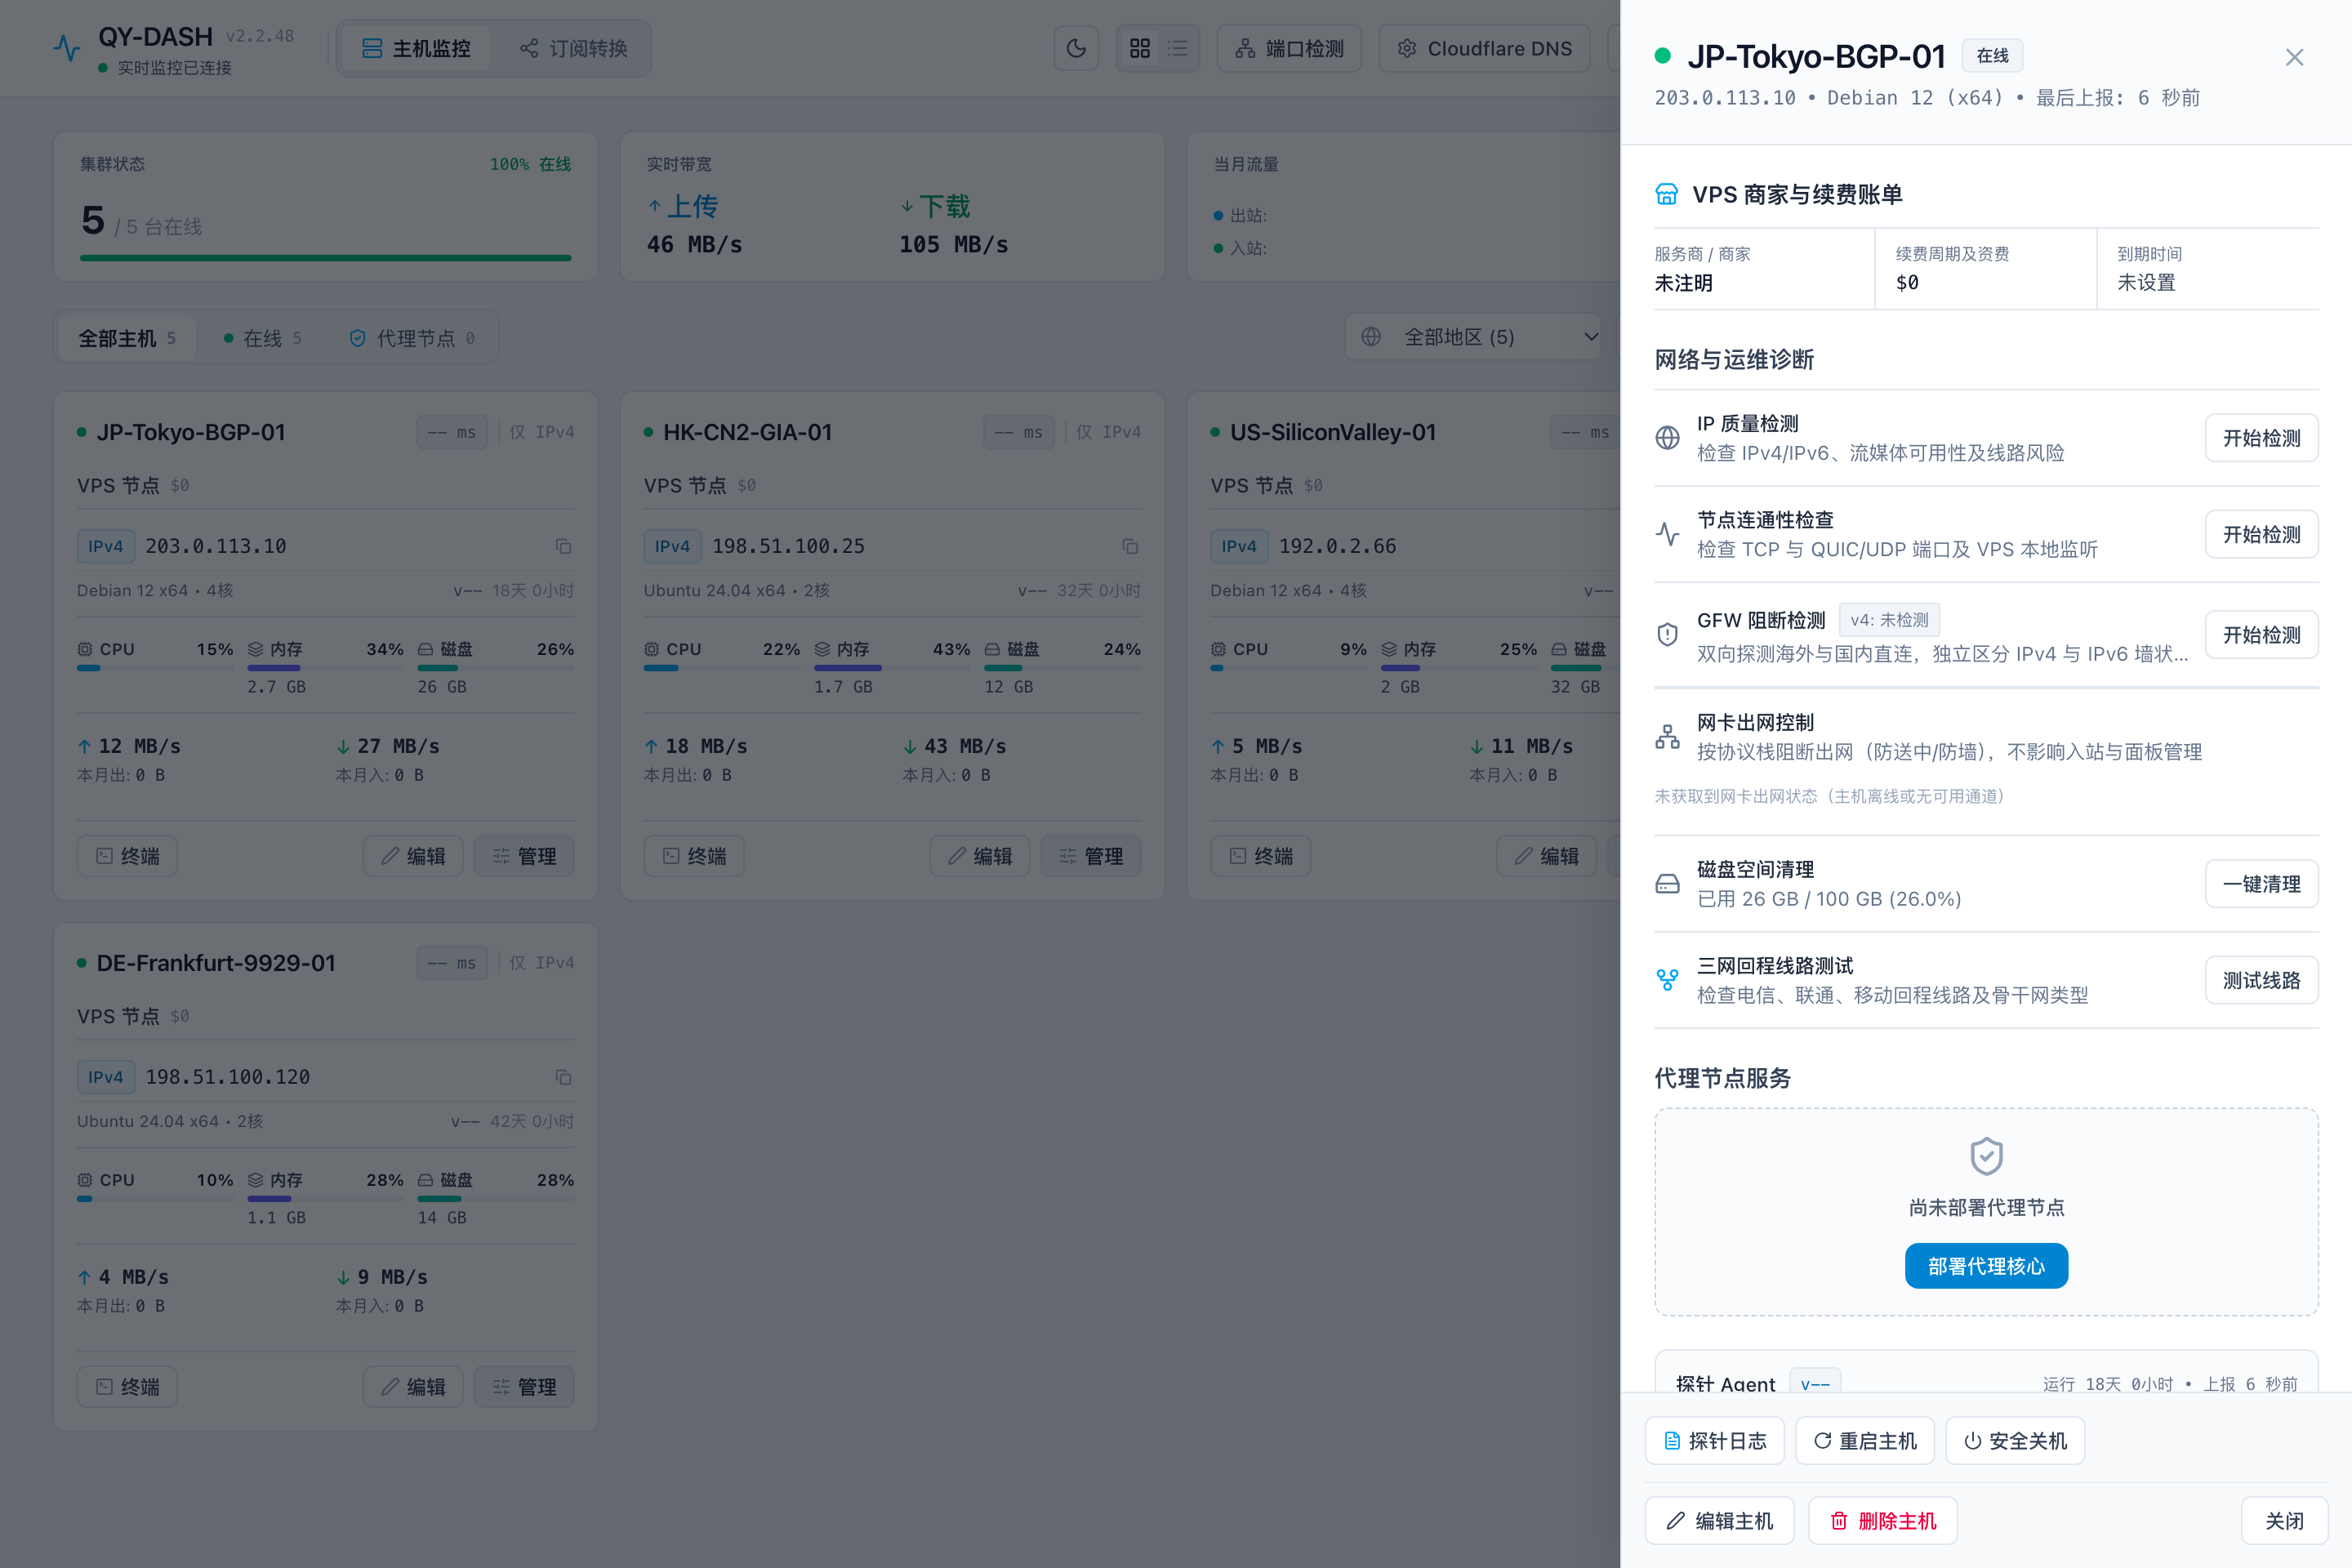 QY-DASH v2.2.48
实时监控已连接
主机监控
订阅转换
端口检测
Cloudflare DNS
集群状态
100% 在线
5 / 5 台在线
实时带宽
上传
46 MB/s
下载
105 MB/s
当月流量
出站:
入站:
全部主机 5
在线 5
代理节点 0
全部地区 (5)
JP-Tokyo-BGP-01
-- ms
仅 IPv4
VPS 节点 $0
IPv4 203.0.113.10
Debian 12 x64 • 4核
v-- 18天 0小时
CPU 15%
内存 34%
磁盘 26%
2.7 GB
26 GB
12 MB/s
27 MB/s
本月出: 0 B
本月入: 0 B
终端
编辑
管理
HK-CN2-GIA-01
-- ms
仅 IPv4
VPS 节点 $0
IPv4 198.51.100.25
Ubuntu 24.04 x64 • 2核
v-- 32天 0小时
CPU 22%
内存 43%
磁盘 24%
1.7 GB
12 GB
18 MB/s
43 MB/s
本月出: 0 B
本月入: 0 B
终端
编辑
管理
US-SiliconValley-01
-- ms
VPS 节点 $0
IPv4 192.0.2.66
Debian 12 x64 • 4核
v--
CPU 9%
内存 25%
磁盘
2 GB
32 GB
5 MB/s
11 MB/s
本月出: 0 B
本月入: 0 B
终端
编辑
DE-Frankfurt-9929-01
-- ms
仅 IPv4
VPS 节点 $0
IPv4 198.51.100.120
Ubuntu 24.04 x64 • 2核
v-- 42天 0小时
CPU 10%
内存 28%
磁盘 28%
1.1 GB
14 GB
4 MB/s
9 MB/s
本月出: 0 B
本月入: 0 B
终端
编辑
管理
JP-Tokyo-BGP-01 在线
203.0.113.10 • Debian 12 (x64) • 最后上报: 6 秒前
VPS 商家与续费账单
服务商 / 商家
未注明
续费周期及资费
$0
到期时间
未设置
网络与运维诊断
IP 质量检测
检查 IPv4/IPv6、流媒体可用性及线路风险
开始检测
节点连通性检查
检查 TCP 与 QUIC/UDP 端口及 VPS 本地监听
开始检测
GFW 阻断检测 v4: 未检测
双向探测海外与国内直连，独立区分 IPv4 与 IPv6 墙状...
开始检测
网卡出网控制
按协议栈阻断出网（防送中/防墙），不影响入站与面板管理
未获取到网卡出网状态（主机离线或无可用通道）
磁盘空间清理
已用 26 GB / 100 GB (26.0%)
一键清理
三网回程线路测试
检查电信、联通、移动回程线路及骨干网类型
测试线路
代理节点服务
尚未部署代理节点
部署代理核心
探针 Agent v--
运行 18天 0小时 • 上报 6 秒前
探针日志
重启主机
安全关机
编辑主机
删除主机
关闭